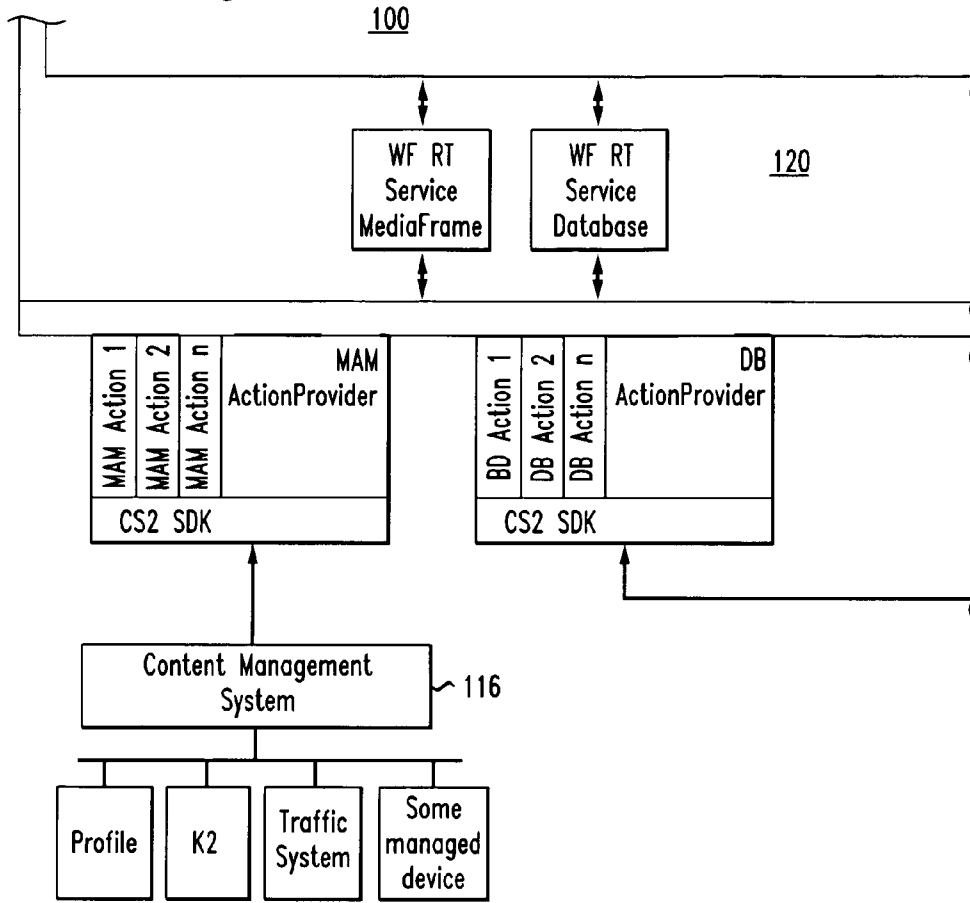 100
WF RT
Service
MediaFrame
WF RT
Service
Database
120
MAM Action 1
MAM Action 2
MAM Action n
MAM
ActionProvider
CS2 SDK
BD Action 1
DB Action 2
DB Action n
DB
ActionProvider
CS2 SDK
Content Management
System
116
Profile
K2
Traffic
System
Some
managed
device